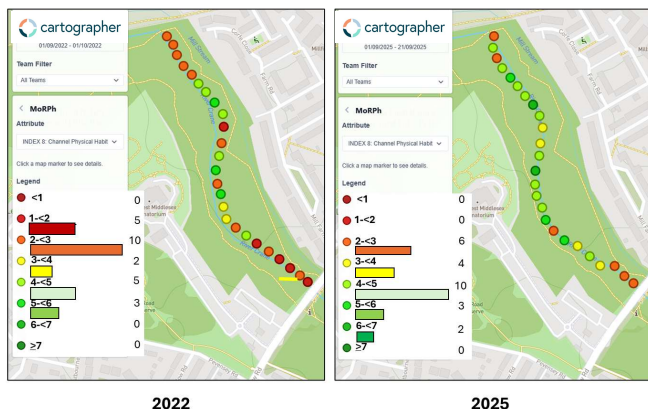 cartographer
01/09/2022 - 01/10/2022
Team Filter
All Teams
MoRPh
Attribute
INDEX 8: Channel Physical Habit
Click a map marker to see details.
Legend
<1 0
1-<2 5
2-<3 10
3-<4 2
4-<5 5
5-<6 3
6-<7 0
≥7 0
Mill Stream
Farm Rd
cartographer
01/09/2025 - 21/09/2025
Team Filter
All Teams
MoRPh
Attribute
INDEX 8: Channel Physical Habit
Click a map marker to see details.
Legend
<1 0
1-<2 0
2-<3 6
3-<4 4
4-<5 10
5-<6 3
6-<7 2
≥7 0
Mill Stream
Farm Rd
2022
2025